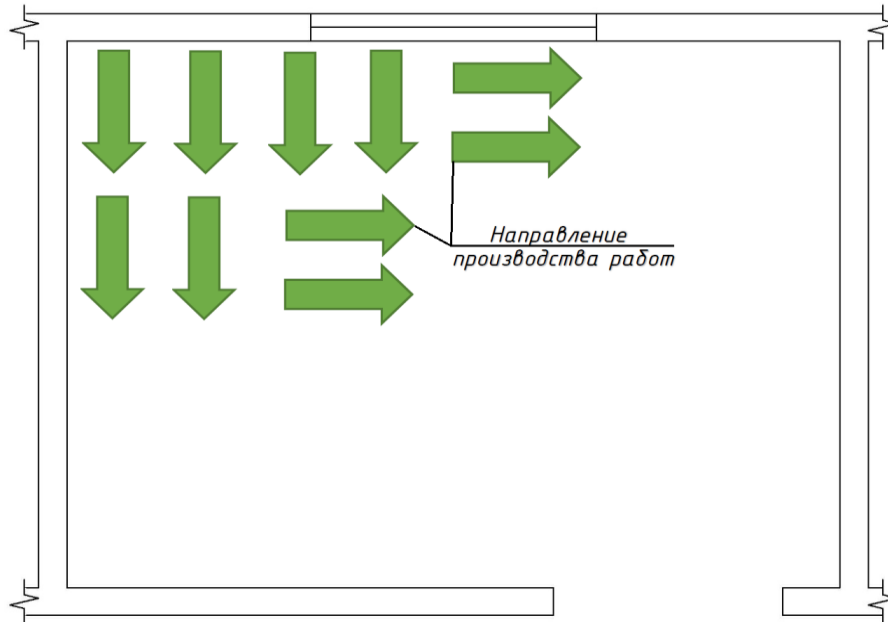 Направление
производства работ